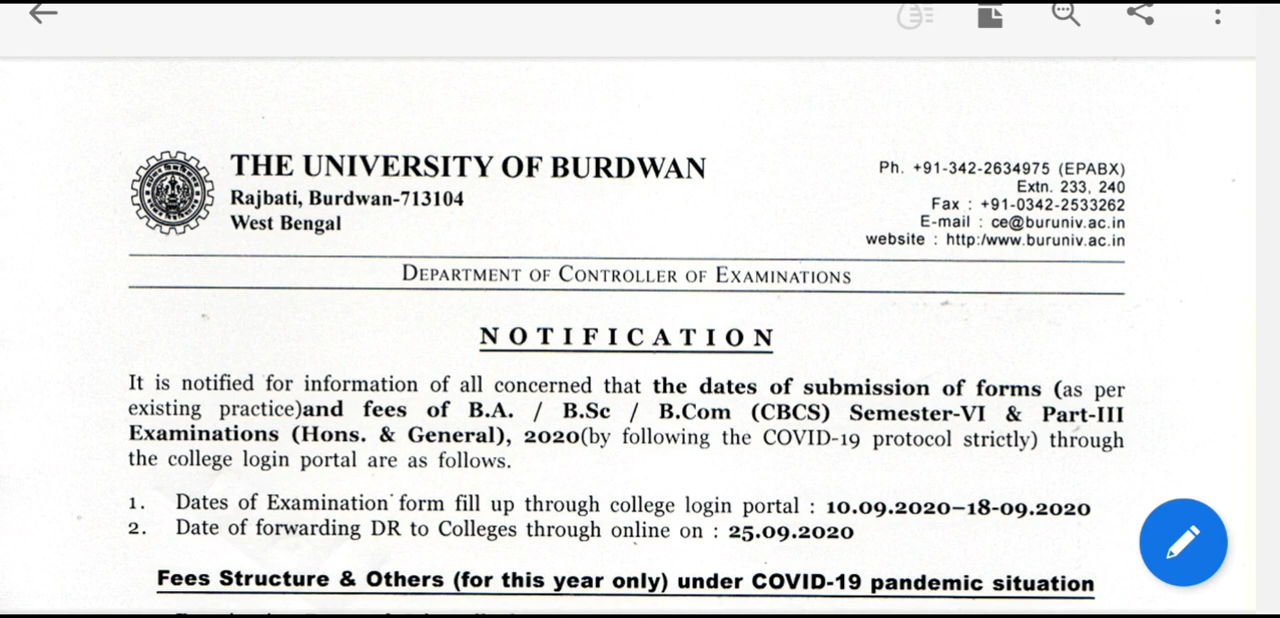 THE UNIVERSITY OF BURDWAN
Rajbati, Burdwan-713104
West Bengal
Ph. +91-342-2634975 (EPABX)
Extn. 233, 240
Fax : +91-0342-2533262
E-mail : ce@buruniv.ac.in
website : http:/www.buruniv.ac.in
DEPARTMENT OF CONTROLLER OF EXAMINATIONS
NOTIFICATION
It is notified for information of all concerned that the dates of submission of forms (as per
existing practice)and fees of B.A. / B.Sc / B.Com (CBCS) Semester-VI & Part-III
Examinations (Hons. & General), 2020(by following the COVID-19 protocol strictly) through
the college login portal are as follows.
1. Dates of Examination form fill up through college login portal : 10.09.2020–18-09.2020
2. Date of forwarding DR to Colleges through online on : 25.09.2020
Fees Structure & Others (for this year only) under COVID-19 pandemic situation